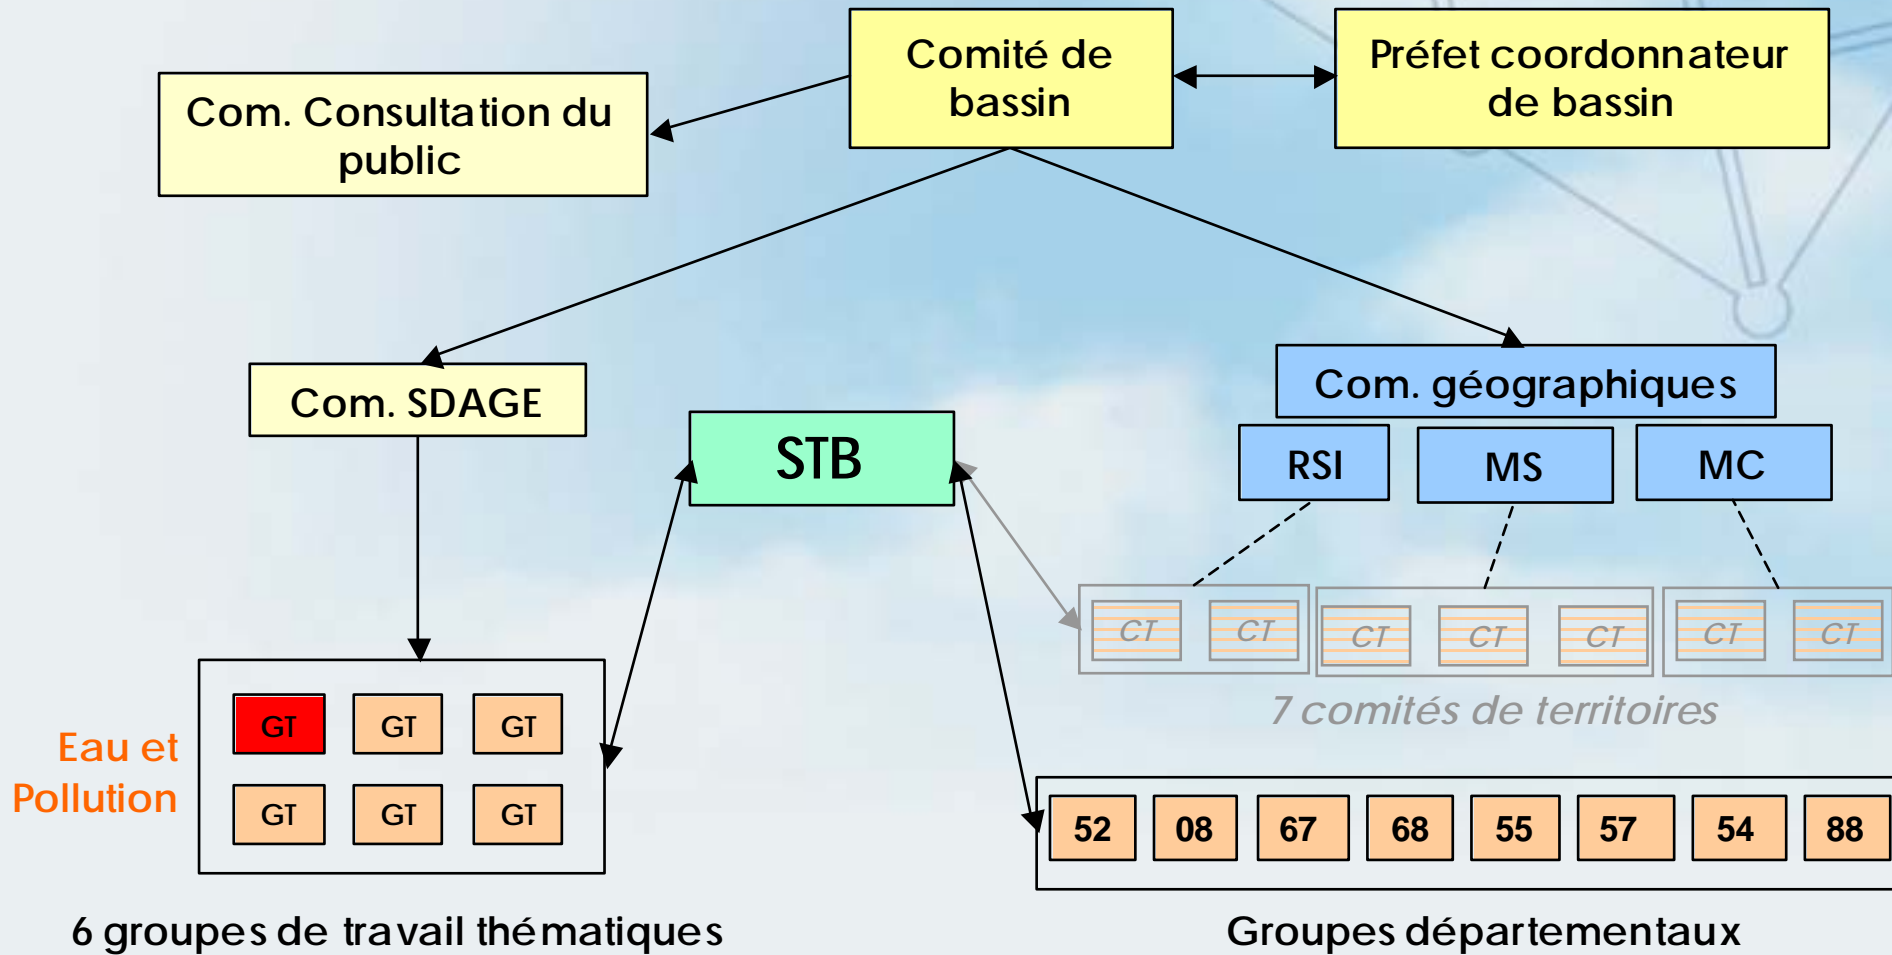 Comité de
bassin
Préfet coordonnateur
de bassin
Com. Consultation du
public
Com. SDAGE
STB
Com. géographiques
RSI
MS
MC
CT
CT
CT
CT
CT
CT
CT
7 comités de territoires
Eau et
Pollution
GT
GT
GT
GT
GT
GT
52
08
67
68
55
57
54
88
6 groupes de travail thématiques
Groupes départementaux